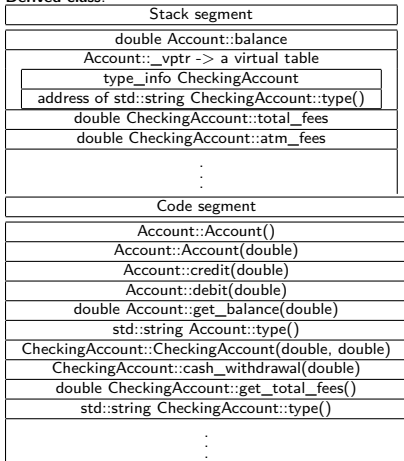 Derived class:
Stack segment
double Account::balance
Account::_vptr -> a virtual table
type_info CheckingAccount
address of std::string CheckingAccount::type()
double CheckingAccount::total_fees
double CheckingAccount::atm_fees
.
.
.
Code segment
Account::Account()
Account::Account(double)
Account::credit(double)
Account::debit(double)
double Account::get_balance(double)
std::string Account::type()
CheckingAccount::CheckingAccount(double, double)
CheckingAccount::cash_withdrawal(double)
double CheckingAccount::get_total_fees()
std::string CheckingAccount::type()
.
.
.